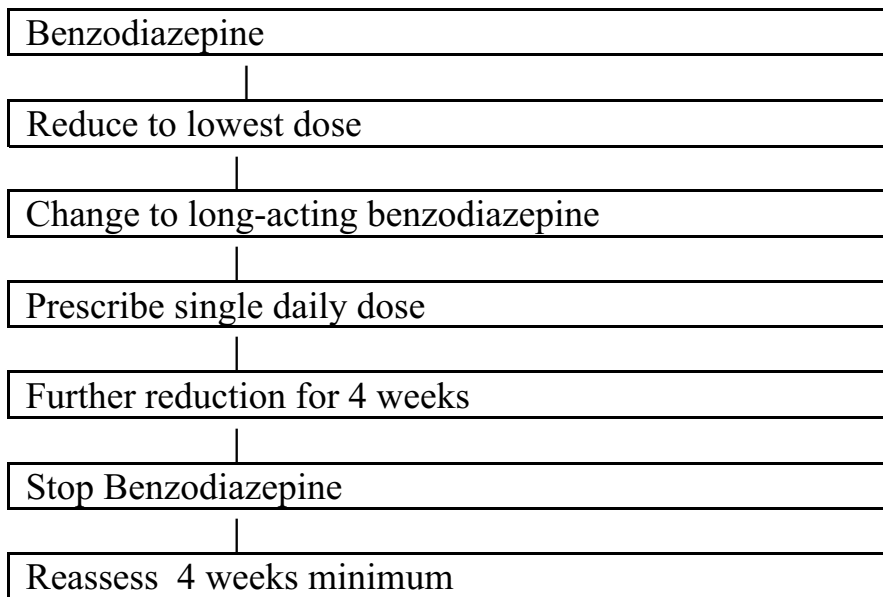 Benzodiazepine
Reduce to lowest dose
Change to long-acting benzodiazepine
Prescribe single daily dose
Further reduction for 4 weeks
Stop Benzodiazepine
Reassess  4 weeks minimum